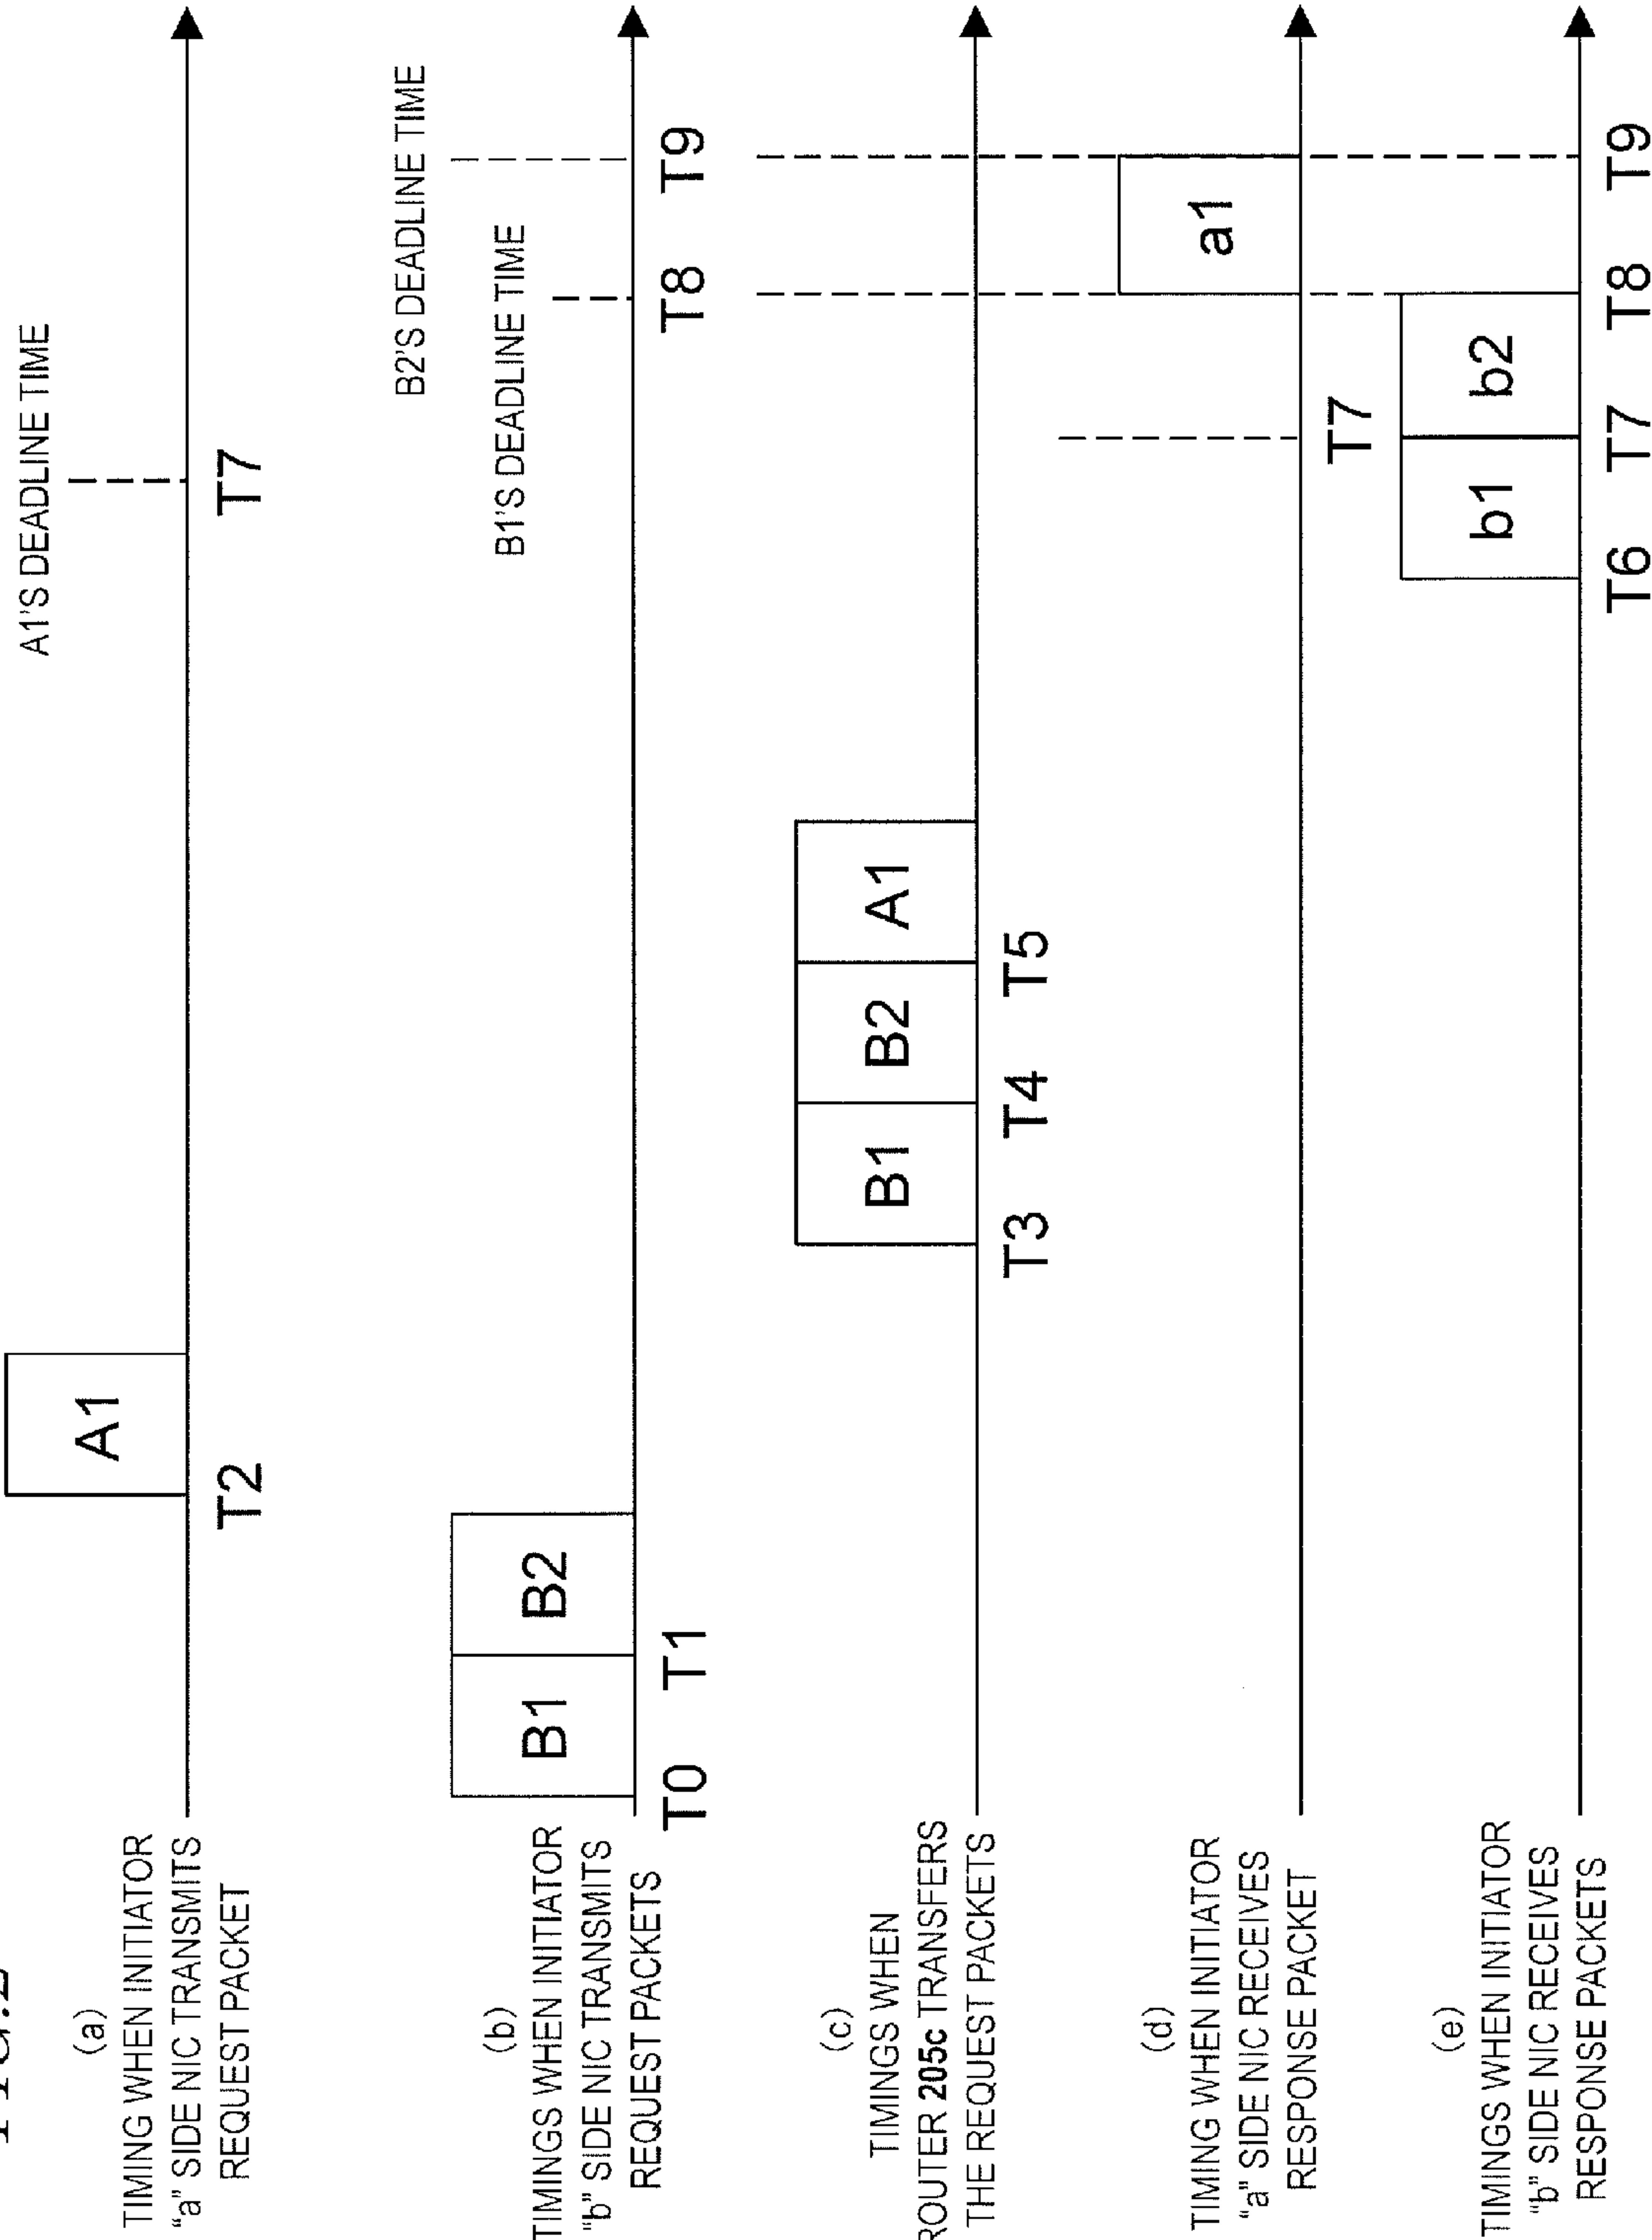 (a)
TIMING WHEN INITIATOR
"a" SIDE NIC TRANSMITS
REQUEST PACKET
A1
T2
A1'S DEADLINE TIME
T7
(b)
TIMINGS WHEN INITIATOR
"b" SIDE NIC TRANSMITS
REQUEST PACKETS
B1
B2
T0
T1
B2'S DEADLINE TIME
B1'S DEADLINE TIME
T8
T9
(c)
TIMINGS WHEN
ROUTER 205c TRANSFERS
THE REQUEST PACKETS
B1
B2
A1
T3
T4
T5
(d)
TIMING WHEN INITIATOR
"a" SIDE NIC RECEIVES
RESPONSE PACKET
a1
T7
(e)
TIMINGS WHEN INITIATOR
"b" SIDE NIC RECEIVES
RESPONSE PACKETS
b1
b2
T6
T7
T8
T9